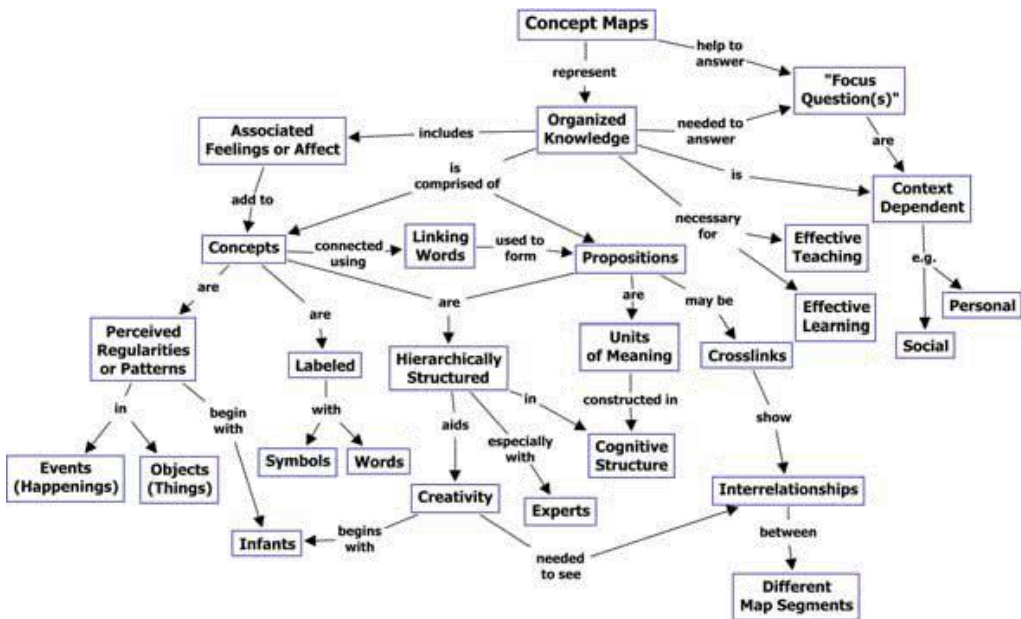 Concept Maps
help to
answer
represent
"Focus
Question(s)"
Organized
Knowledge
Associated
Feelings or Affect
includes
needed to
answer
are
is
comprised of
is
Context
Dependent
add to
necessary
for
Concepts
connected
using
Linking
Words
used to
form
Propositions
Effective
Teaching
e.g.
are
are
are
are
may be
Effective
Learning
Personal
Perceived
Regularities
or Patterns
Labeled
Hierarchically
Structured
Units
of Meaning
Crosslinks
Social
in
begin
with
with
aids
in
constructed in
show
especially
with
Events
(Happenings)
Objects
(Things)
Symbols
Words
Cognitive
Structure
Creativity
Experts
Interrelationships
Infants
begins
with
needed
to see
between
Different
Map Segments